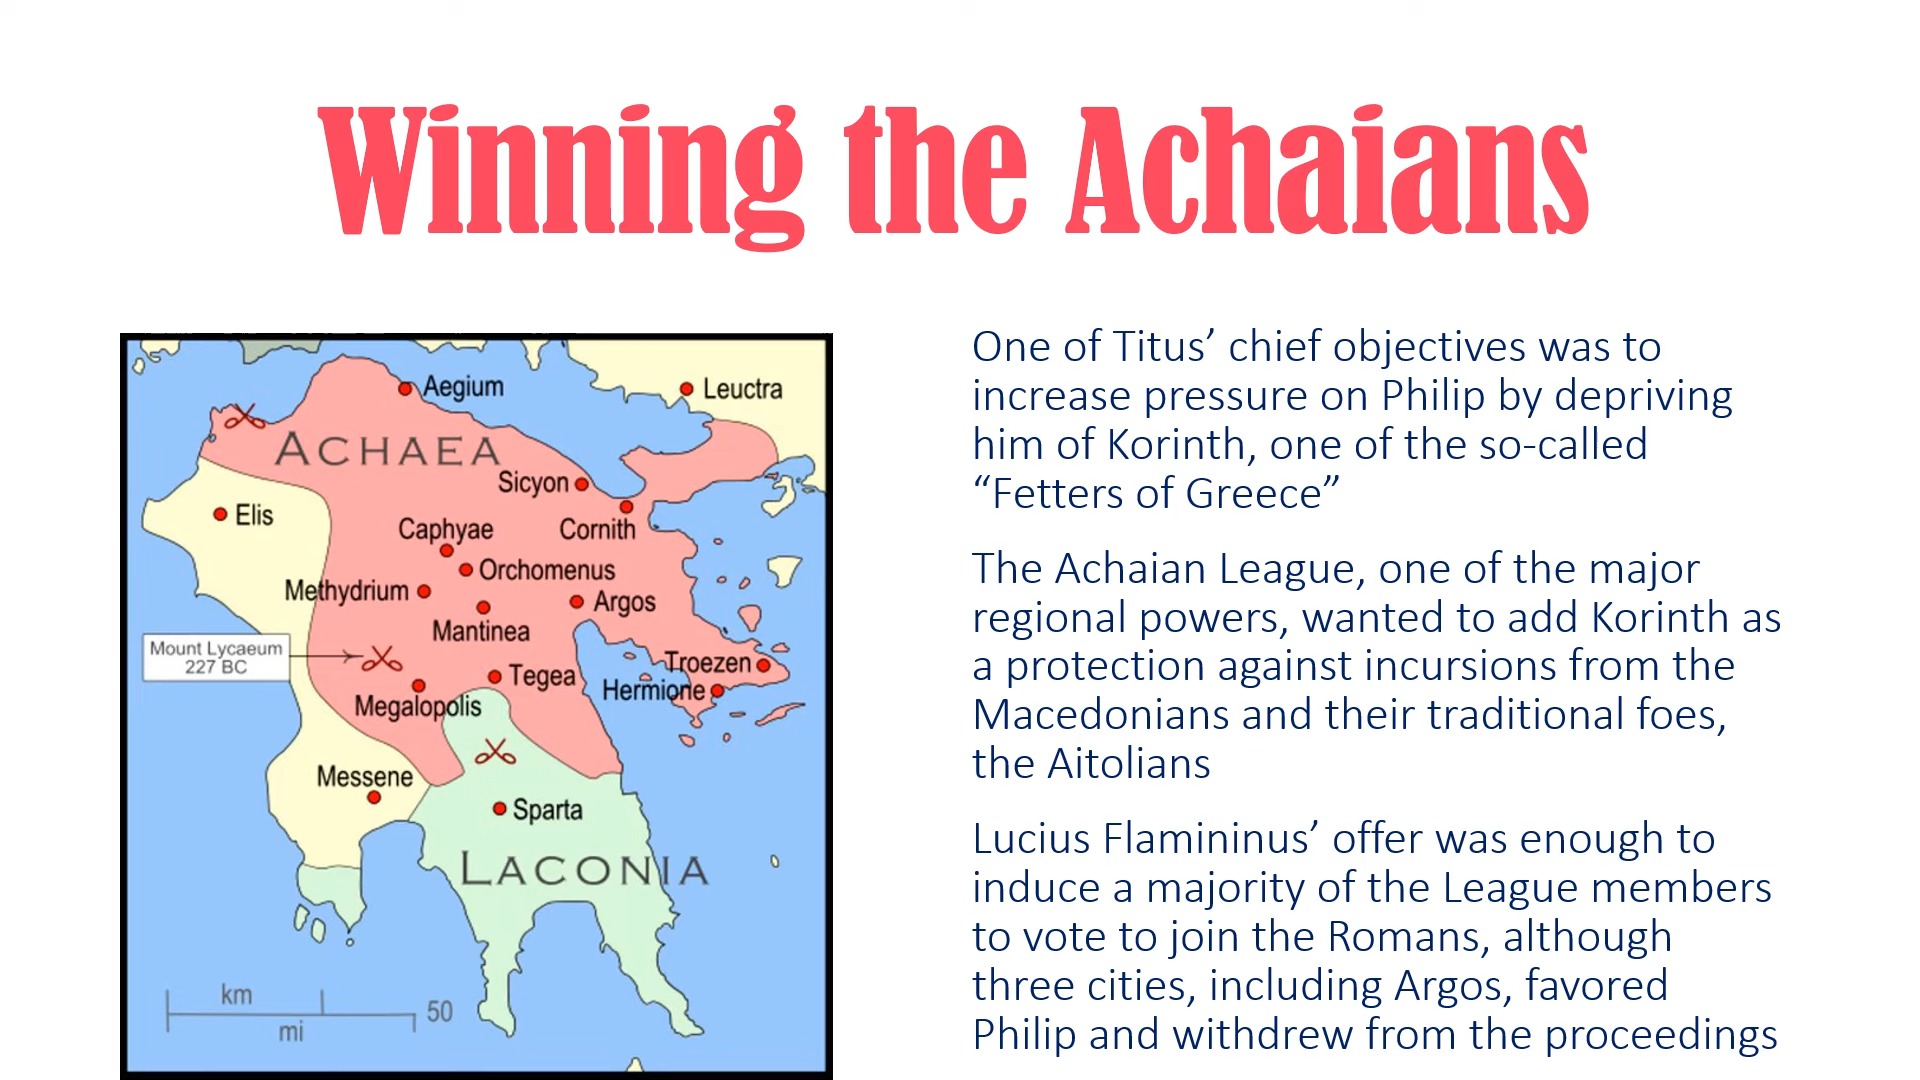 Winning the Achaians
Aegium
Leuctra
ACHAEA
Sicyon
Elis
Caphyae
Cornith
Orchomenus
Methydrium
Argos
Mantinea
Mount Lycaeum
227 BC
Troezen
Tegea
Hermione
Megalopolis
Messene
Sparta
LACONIA
km
50
mi
One of Titus’ chief objectives was to
increase pressure on Philip by depriving
him of Korinth, one of the so-called
“Fetters of Greece”
The Achaian League, one of the major
regional powers, wanted to add Korinth as
a protection against incursions from the
Macedonians and their traditional foes,
the Aitolians
Lucius Flamininus’ offer was enough to
induce a majority of the League members
to vote to join the Romans, although
three cities, including Argos, favored
Philip and withdrew from the proceedings